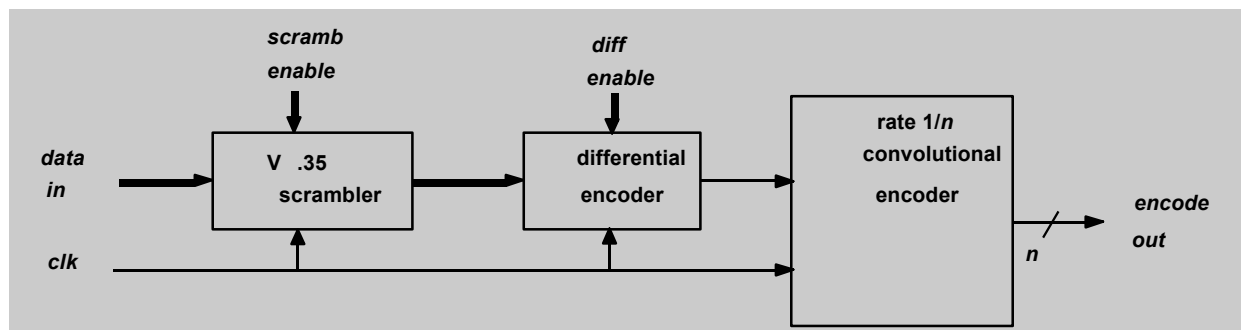 scramb
enable
diff
enable
data
in
V .35
scrambler
differential
encoder
rate 1/n
convolutional
encoder
encode
out
n
clk